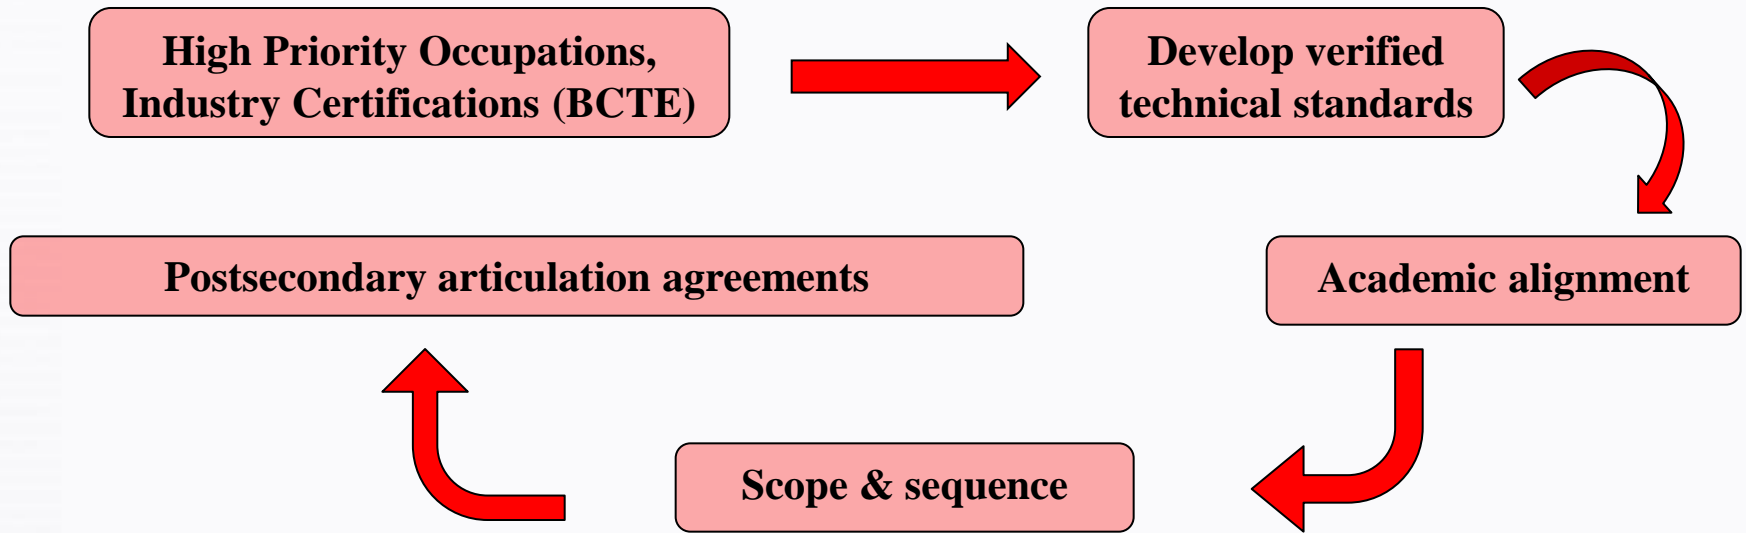 High Priority Occupations,
Industry Certifications (BCTE)
Develop verified
technical standards
Academic alignment
Scope & sequence
Postsecondary articulation agreements